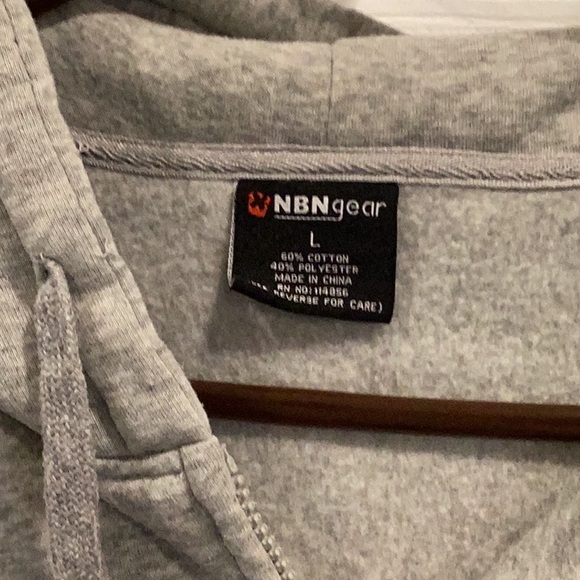 NBNgear
L
60% COTTON
40% POLYESTER
MADE IN CHINA
RN NO: 114856
REVERSE FOR CARE)